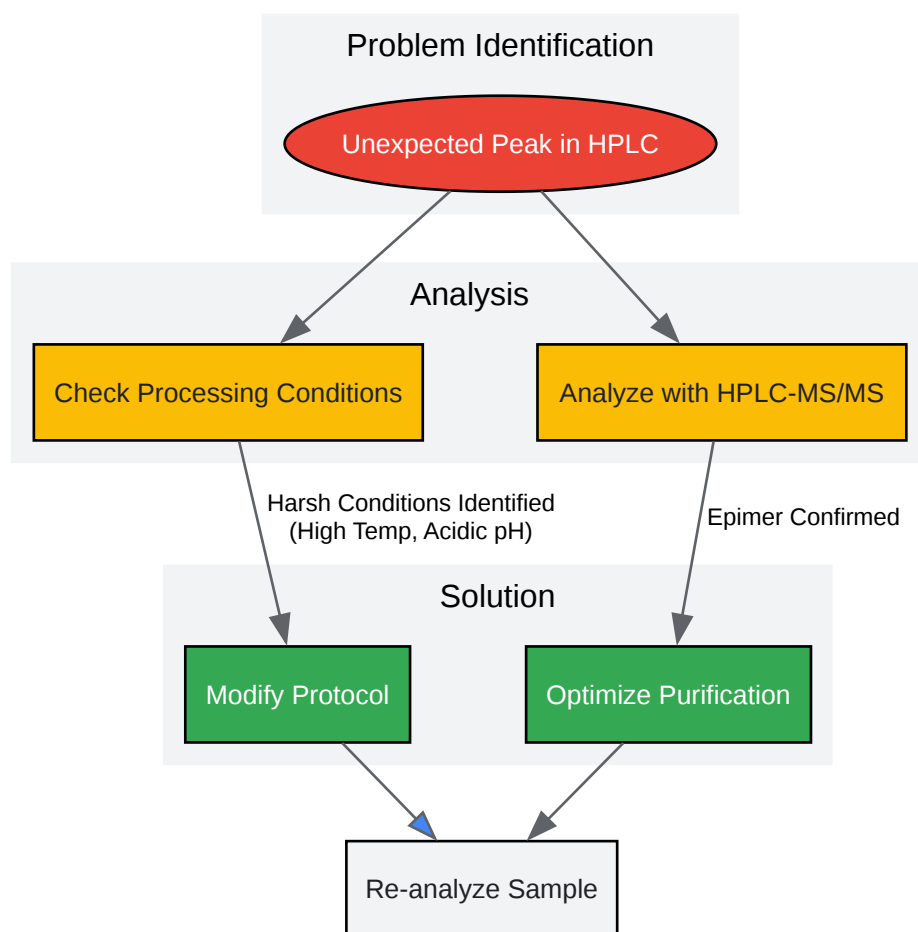 Problem Identification
Unexpected Peak in HPLC
Analysis
Check Processing Conditions
Analyze with HPLC-MS/MS
Harsh Conditions Identified
(High Temp, Acidic pH)
Epimer Confirmed
Solution
Modify Protocol
Optimize Purification
Re-analyze Sample